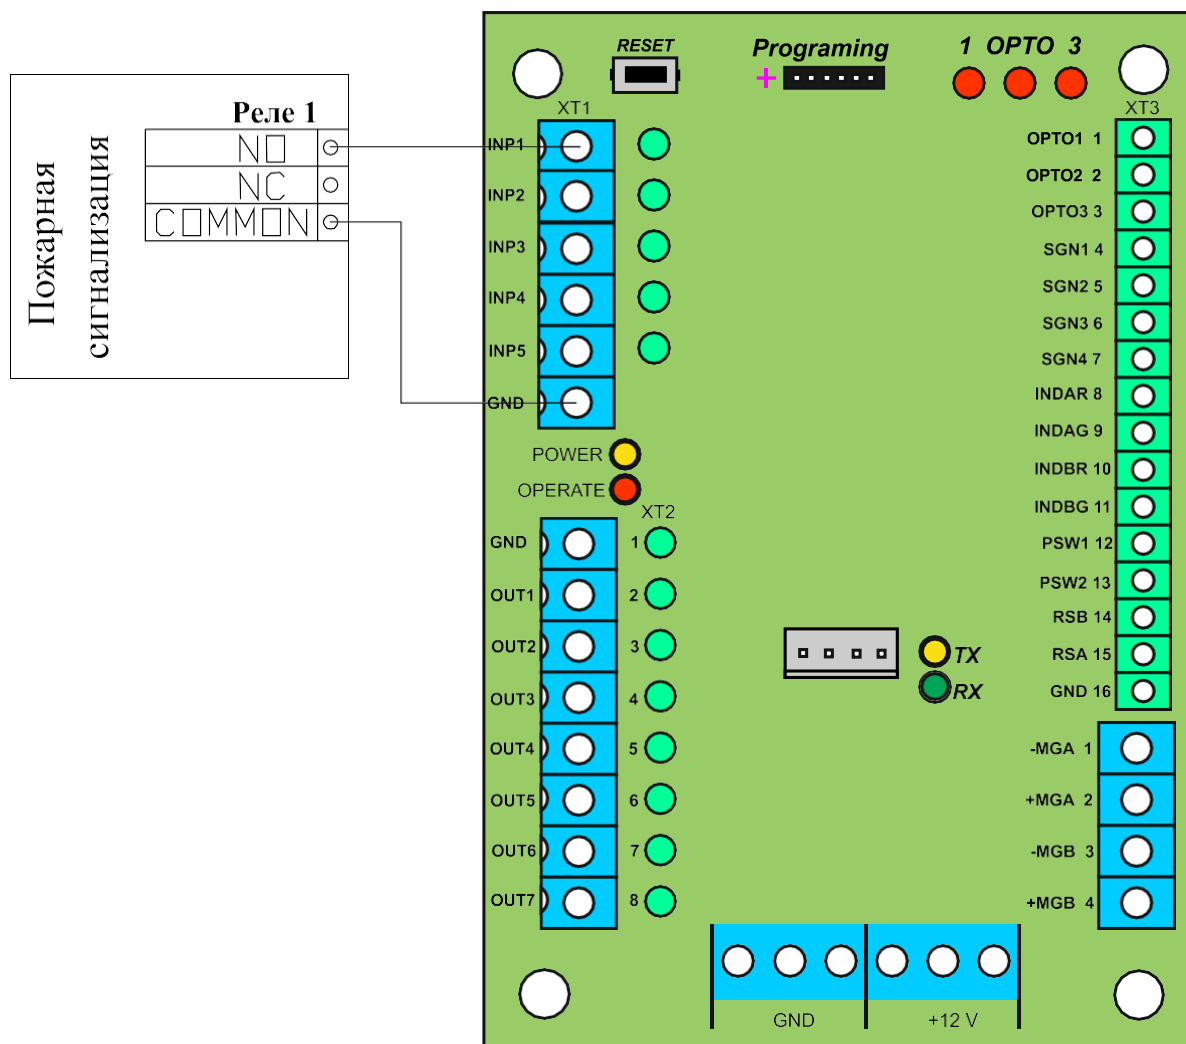 Пожарная
сигнализация
Реле 1
NO
NC
COMMON
RESET
Programing
+
1 OPTO 3
XT1
INP1
INP2
INP3
INP4
INP5
GND
POWER
OPERATE
XT2
GND 1
OUT1 2
OUT2 3
OUT3 4
OUT4 5
OUT5 6
OUT6 7
OUT7 8
TX
RX
XT3
OPTO1 1
OPTO2 2
OPTO3 3
SGN1 4
SGN2 5
SGN3 6
SGN4 7
INDAR 8
INDAG 9
INDBR 10
INDBG 11
PSW1 12
PSW2 13
RSB 14
RSA 15
GND 16
-MGA 1
+MGA 2
-MGB 3
+MGB 4
GND
+12 V